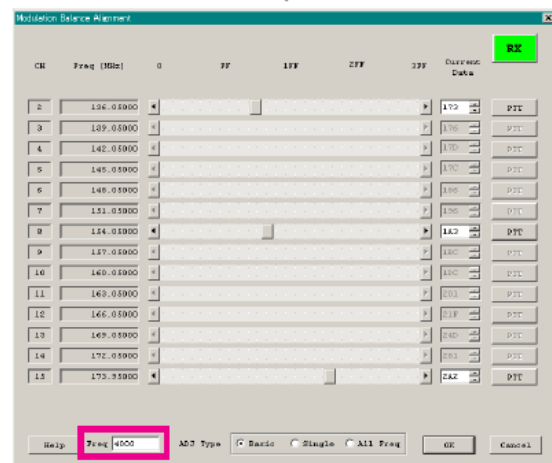 Modulation Balance Alignment
RX
CH Freq [MHz] 0 FF 1FF 2FF 3FF Current Data
2 136.05000 173 PTT
3 139.05000 176 PTT
4 142.05000 17D PTT
5 145.05000 17C PTT
6 148.05000 186 PTT
7 151.05000 196 PTT
8 154.05000 1A3 PTT
9 157.05000 1BC PTT
10 160.05000 1BC PTT
11 163.05000 201 PTT
12 166.05000 21F PTT
13 169.05000 24D PTT
14 172.05000 281 PTT
15 173.95000 2A2 PTT
Help Freq 4000 ADJ Type Basic Single All Freq OK Cancel